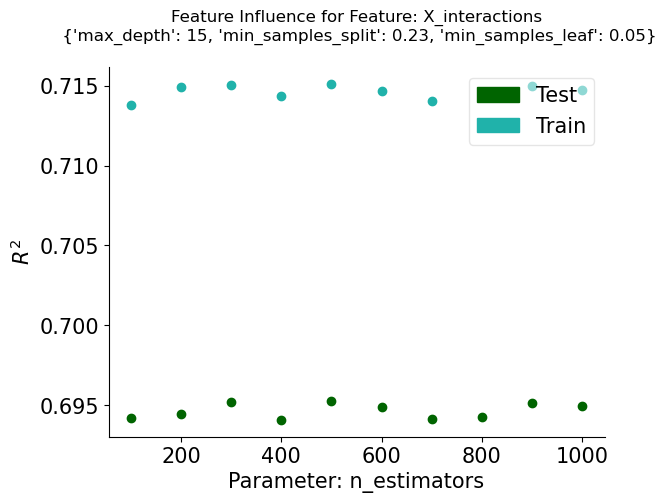 Feature Influence for Feature: X_interactions
{'max_depth': 15, 'min_samples_split': 0.23, 'min_samples_leaf': 0.05}
0.715
0.710
0.705
0.700
0.695
R²
Test
Train
200
400
600
800
1000
Parameter: n_estimators